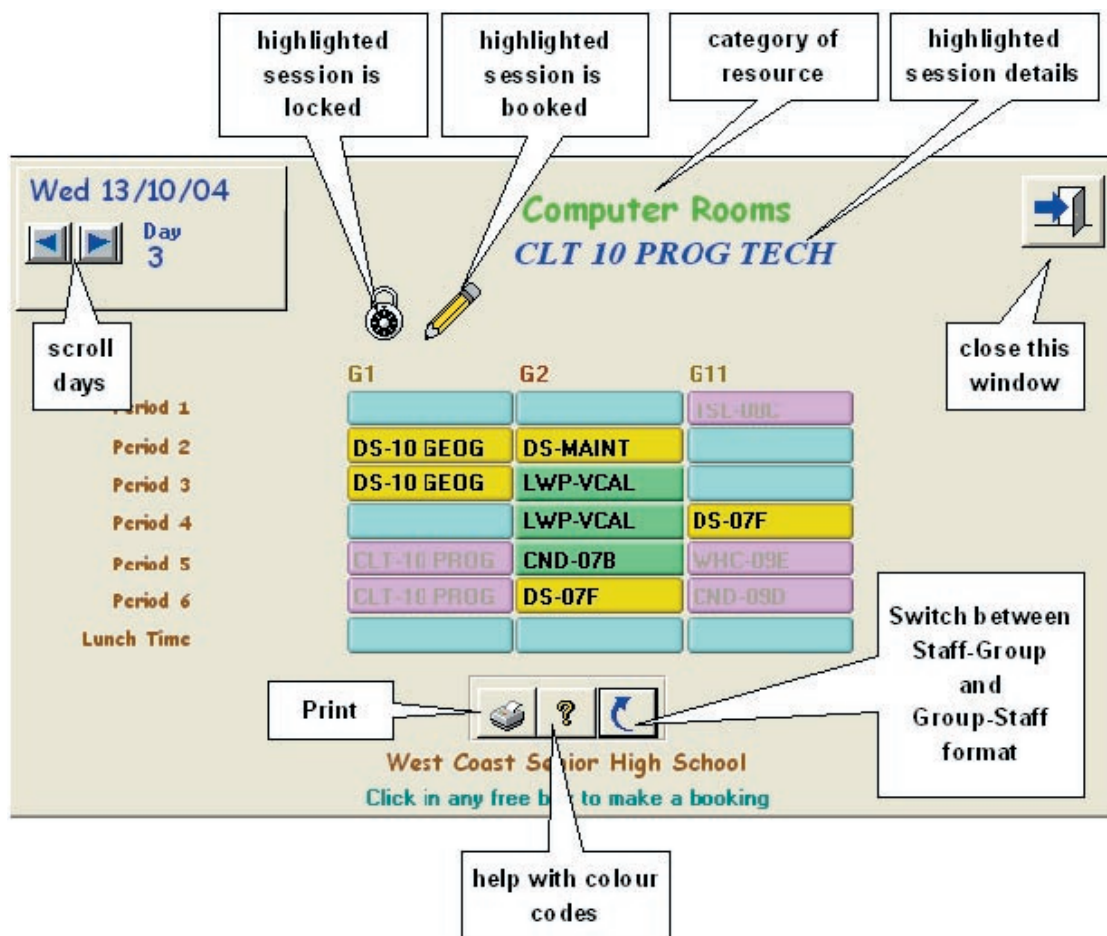 highlighted
session is
locked
highlighted
session is
booked
category of
resource
highlighted
session details
Wed 13/10/04
Day
3
Computer Rooms
CLT 10 PROG TECH
scroll
days
close this
window
G1 G2 G11
Period 1
Period 2 DS-10 GEOG DS-MAINT
Period 3 DS-10 GEOG LWP-VCAL
Period 4 LWP-VCAL DS-07F
Period 5 CLT-10 PROG CND-07B WHC-09E
Period 6 CLT-10 PROG DS-07F CND-09D
Lunch Time
Print
?
Switch between
Staff-Group
and
Group-Staff
format
West Coast Senior High School
Click in any free to make a booking
help with colour
codes